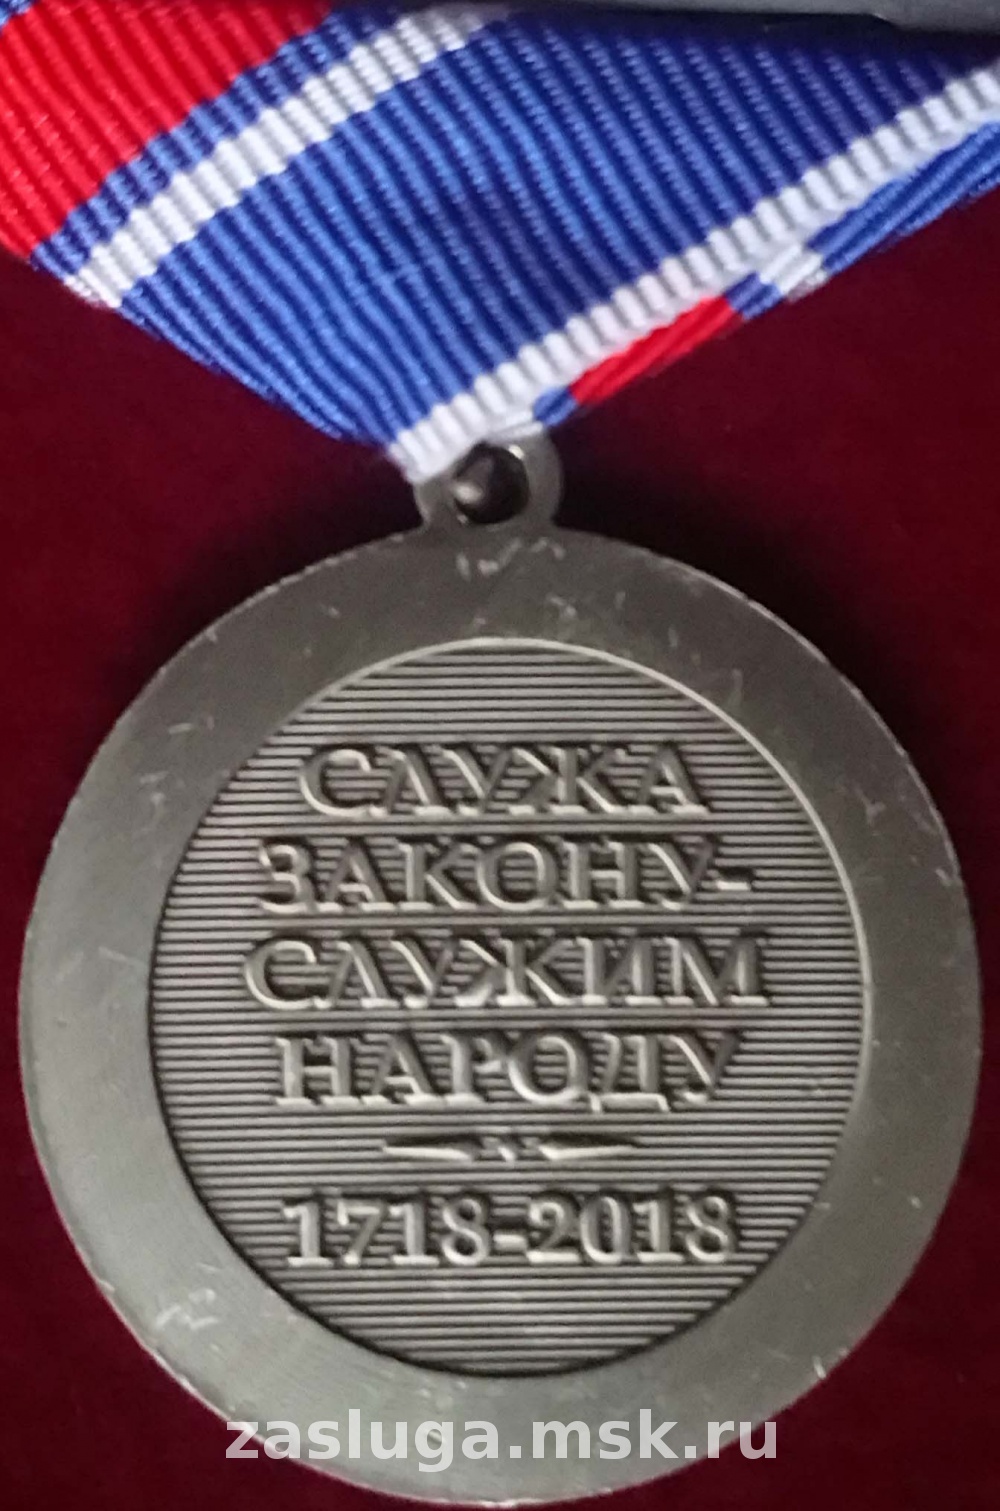 СЛУЖА
ЗАКОНУ-
СЛУЖИМ
НАРОДУ
1718-2018
zasluga.msk.ru